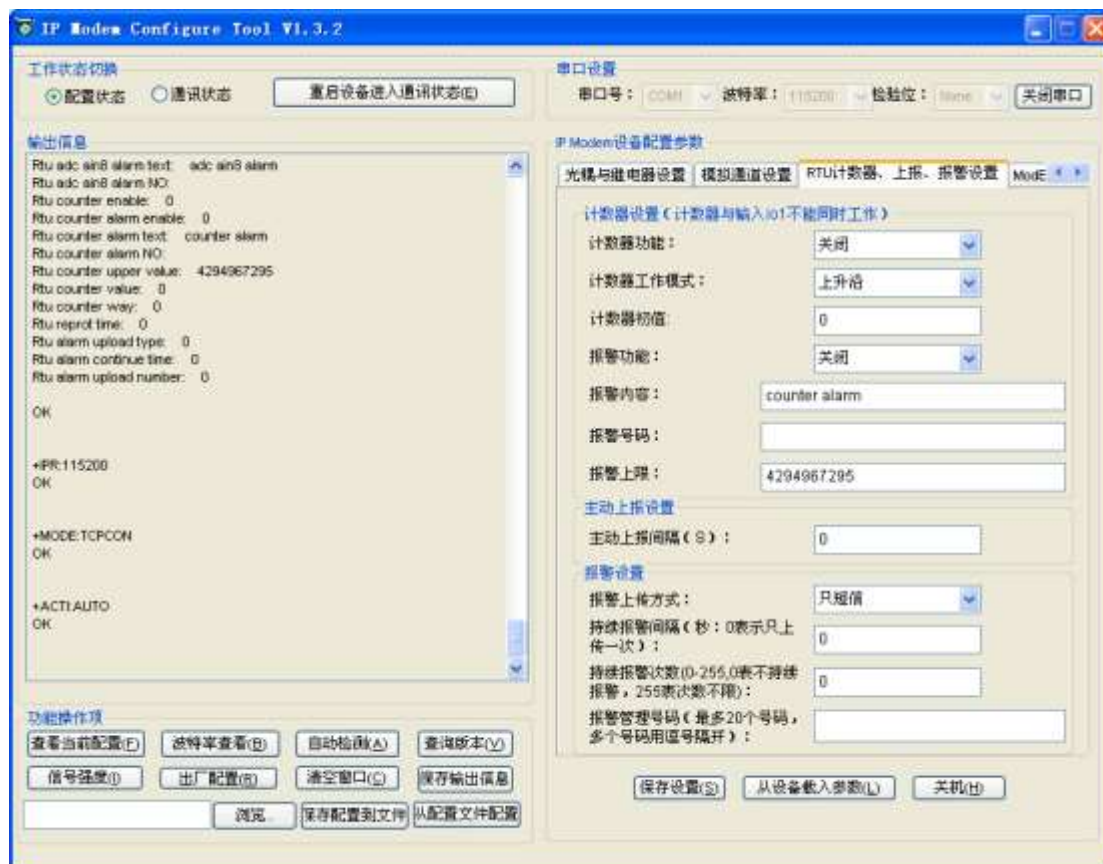 IP Modem Configure Tool V1.3.2
工作状态切换
配置状态
通讯状态
重启设备进入通讯状态(E)
串口设置
串口号：
COM1
波特率：
115200
检验位：
None
关闭串口
输出信息
Rtu adc ain8 alarm text: adc ain8 alarm
Rtu adc ain8 alarm NO:
Rtu counter enable: 0
Rtu counter alarm enable: 0
Rtu counter alarm text: counter alarm
Rtu counter alarm NO:
Rtu counter upper value: 4294967295
Rtu counter value: 0
Rtu counter way: 0
Rtu reprot time: 0
Rtu alarm upload type: 0
Rtu alarm continue time: 0
Rtu alarm upload number: 0
OK
+IPR:115200
OK
+MODE:TCPCON
OK
+ACTI:AUTO
OK
IP Modem设备配置参数
光耦与继电器设置
模拟通道设置
RTU计数器、上报、报警设置
ModE
计数器设置(计数器与输入io1不能同时工作)
计数器功能：
关闭
计数器工作模式：
上升沿
计数器初值:
0
报警功能：
关闭
报警内容：
counter alarm
报警号码：
报警上限：
4294967295
主动上报设置
主动上报间隔(S)：
0
报警设置
报警上传方式：
只短信
持续报警间隔(秒：0表示只上
传一次)：
0
持续报警次数(0-255,0表不持续
报警，255表次数不限)：
0
报警管理号码(最多20个号码，
多个号码用逗号隔开)：
保存设置(S)
从设备载入参数(L)
关机(H)
功能操作项
查看当前配置(F)
波特率查看(B)
自动检测(A)
查询版本(V)
信号强度(I)
出厂配置(R)
清空窗口(C)
保存输出信息
浏览...
保存配置到文件
从配置文件配置